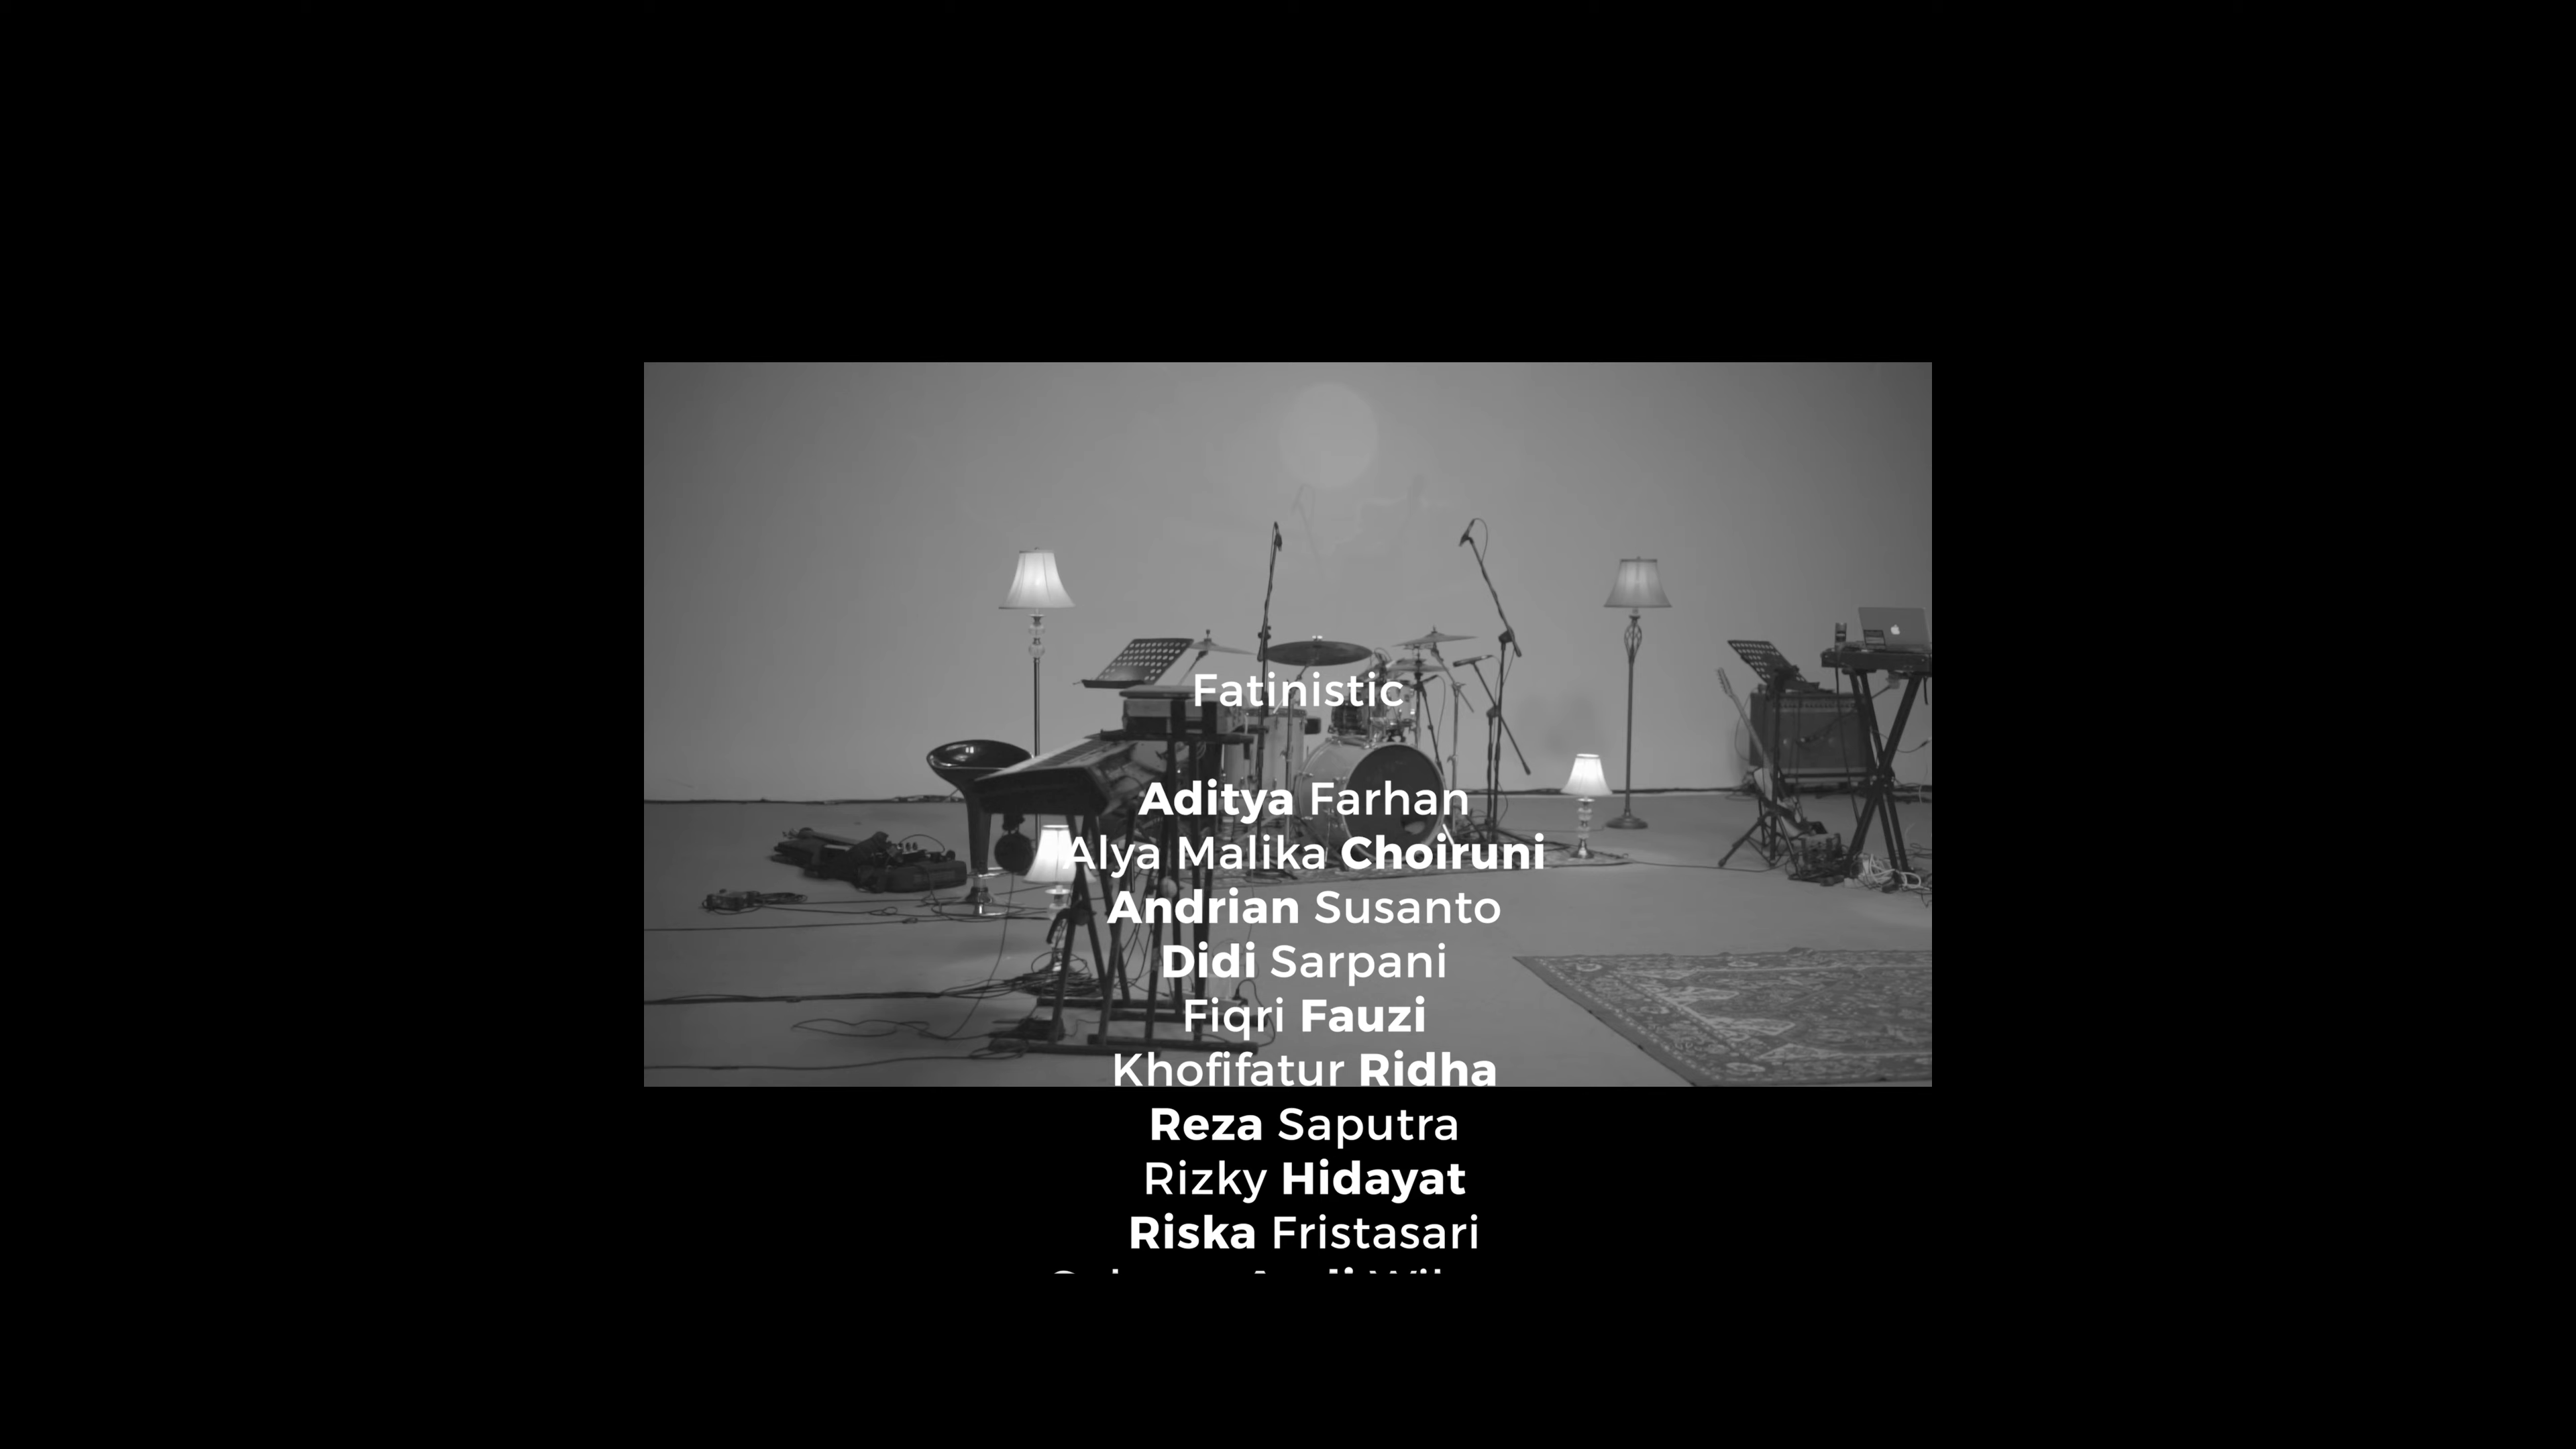 Fatinistic
Aditya Farhan
Alya Malika Choiruni
Andrian Susanto
Didi Sarpani
Fiqri Fauzi
Khofifatur Ridha
Reza Saputra
Rizky Hidayat
Riska Fristasari